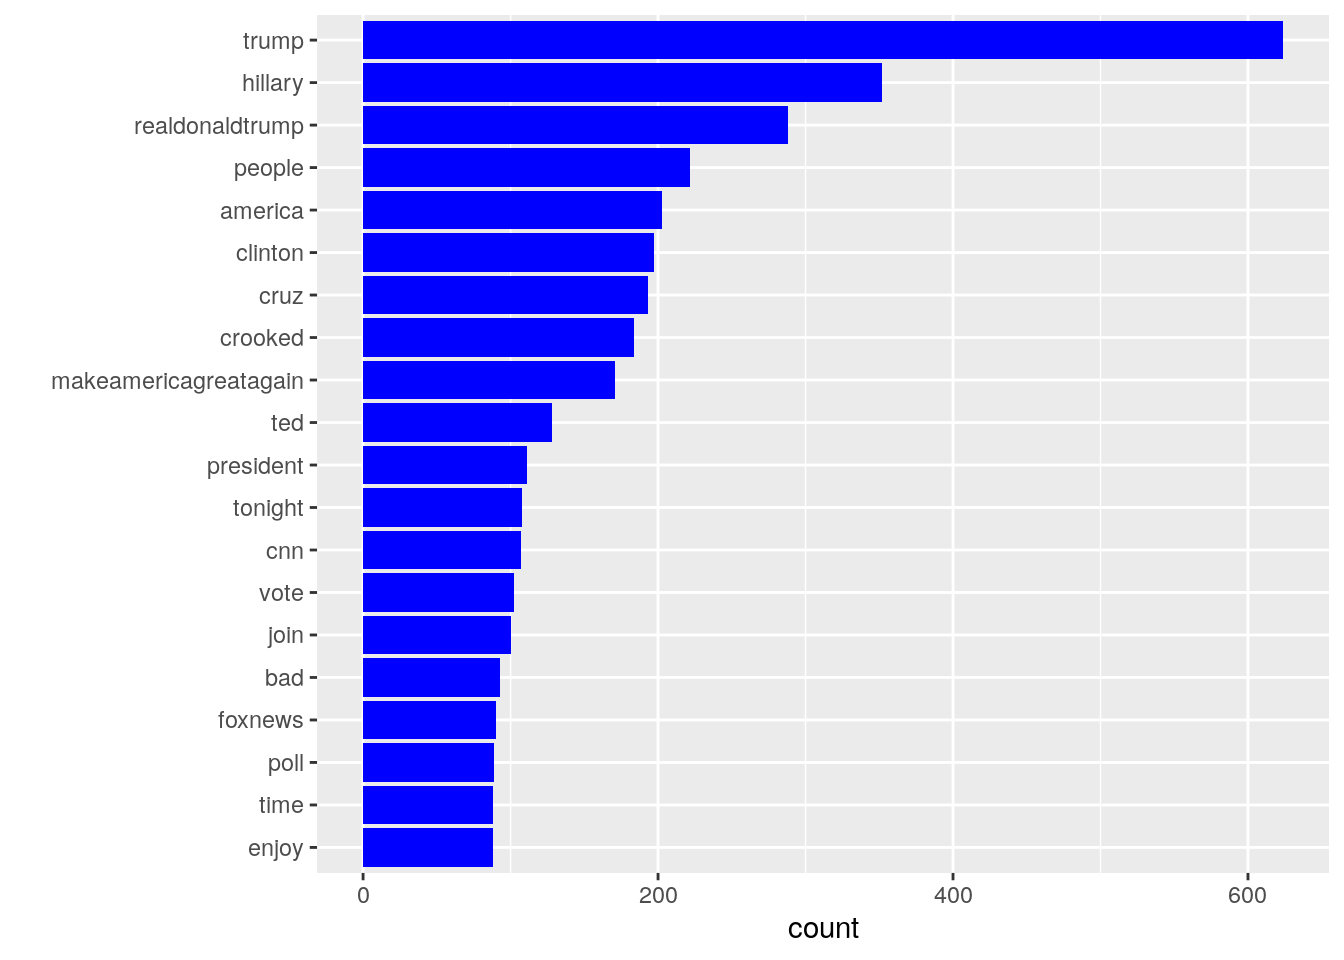 trump
hillary
realdonaldtrump
people
america
clinton
cruz
crooked
makeamericagreatagain
ted
president
tonight
cnn
vote
join
bad
foxnews
poll
time
enjoy
0 200 400 600
count